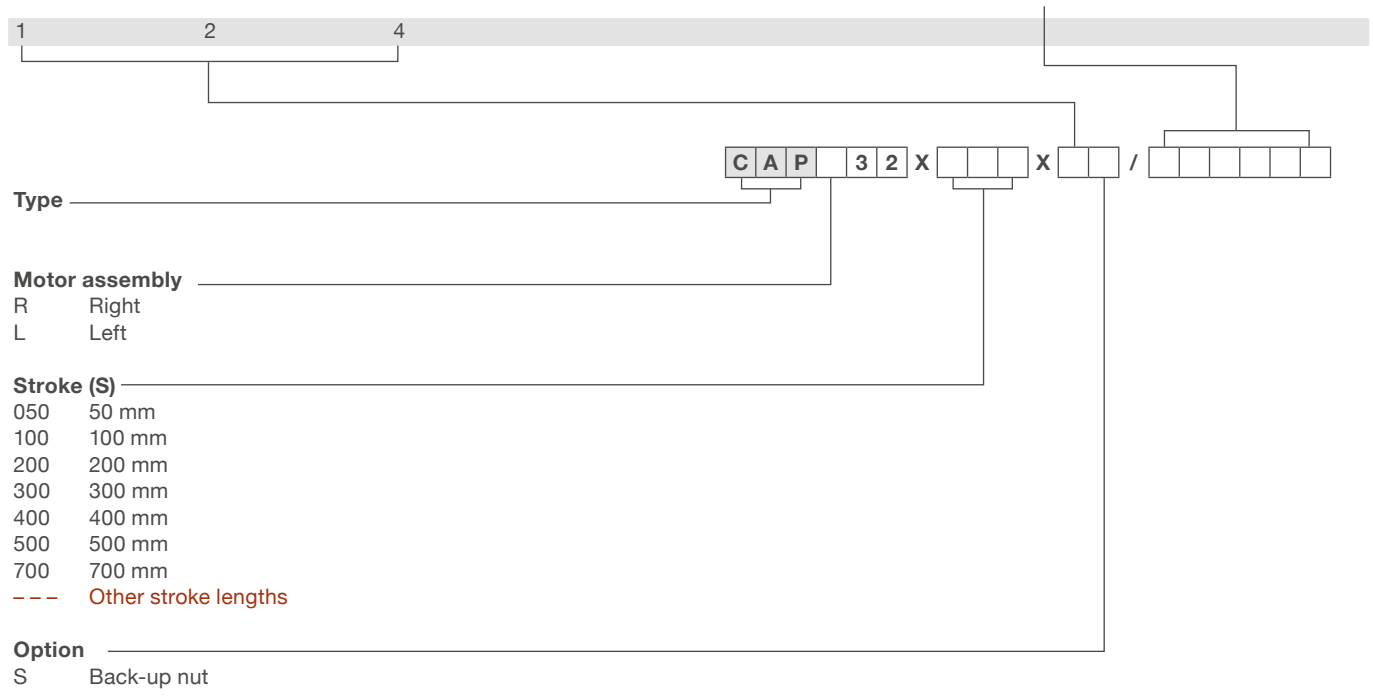 1 2 4
C A P 3 2 X X /
Type
Motor assembly
R Right
L Left
Stroke (S)
050 50 mm
100 100 mm
200 200 mm
300 300 mm
400 400 mm
500 500 mm
700 700 mm
– – – Other stroke lengths
Option
S Back-up nut